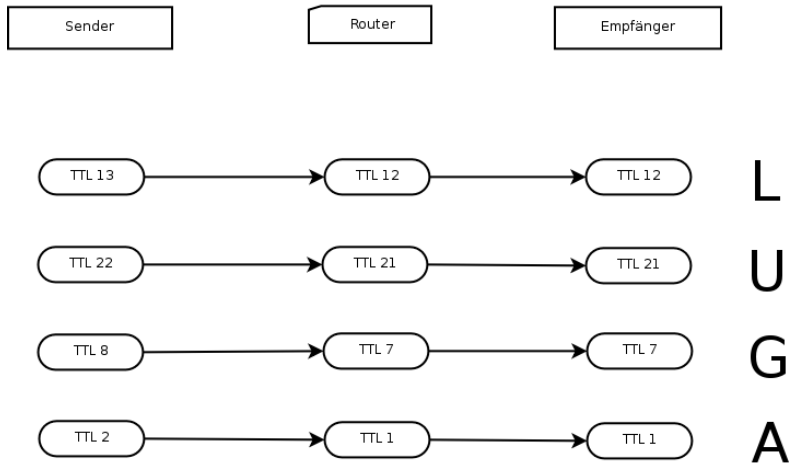 Sender Router Empfänger
TTL 13 TTL 12 TTL 12 L
TTL 22 TTL 21 TTL 21 U
TTL 8 TTL 7 TTL 7 G
TTL 2 TTL 1 TTL 1 A